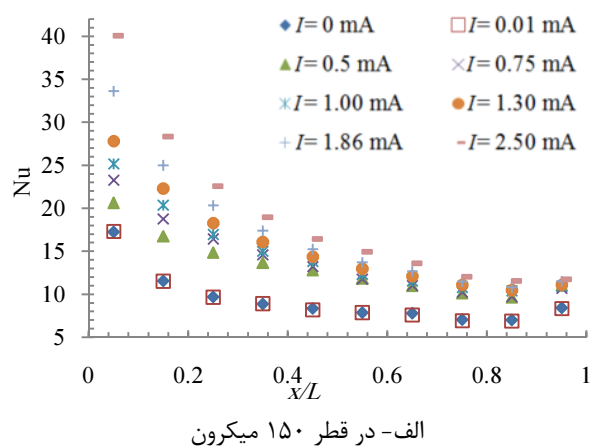 Nu
40
35
30
25
20
15
10
5
I= 0 mA
I= 0.01 mA
I= 0.5 mA
I= 0.75 mA
I= 1.00 mA
I= 1.30 mA
I= 1.86 mA
I= 2.50 mA
0
0.2
0.4
0.6
0.8
1
x/L
الف- در قطر ۱۵۰ میکرون